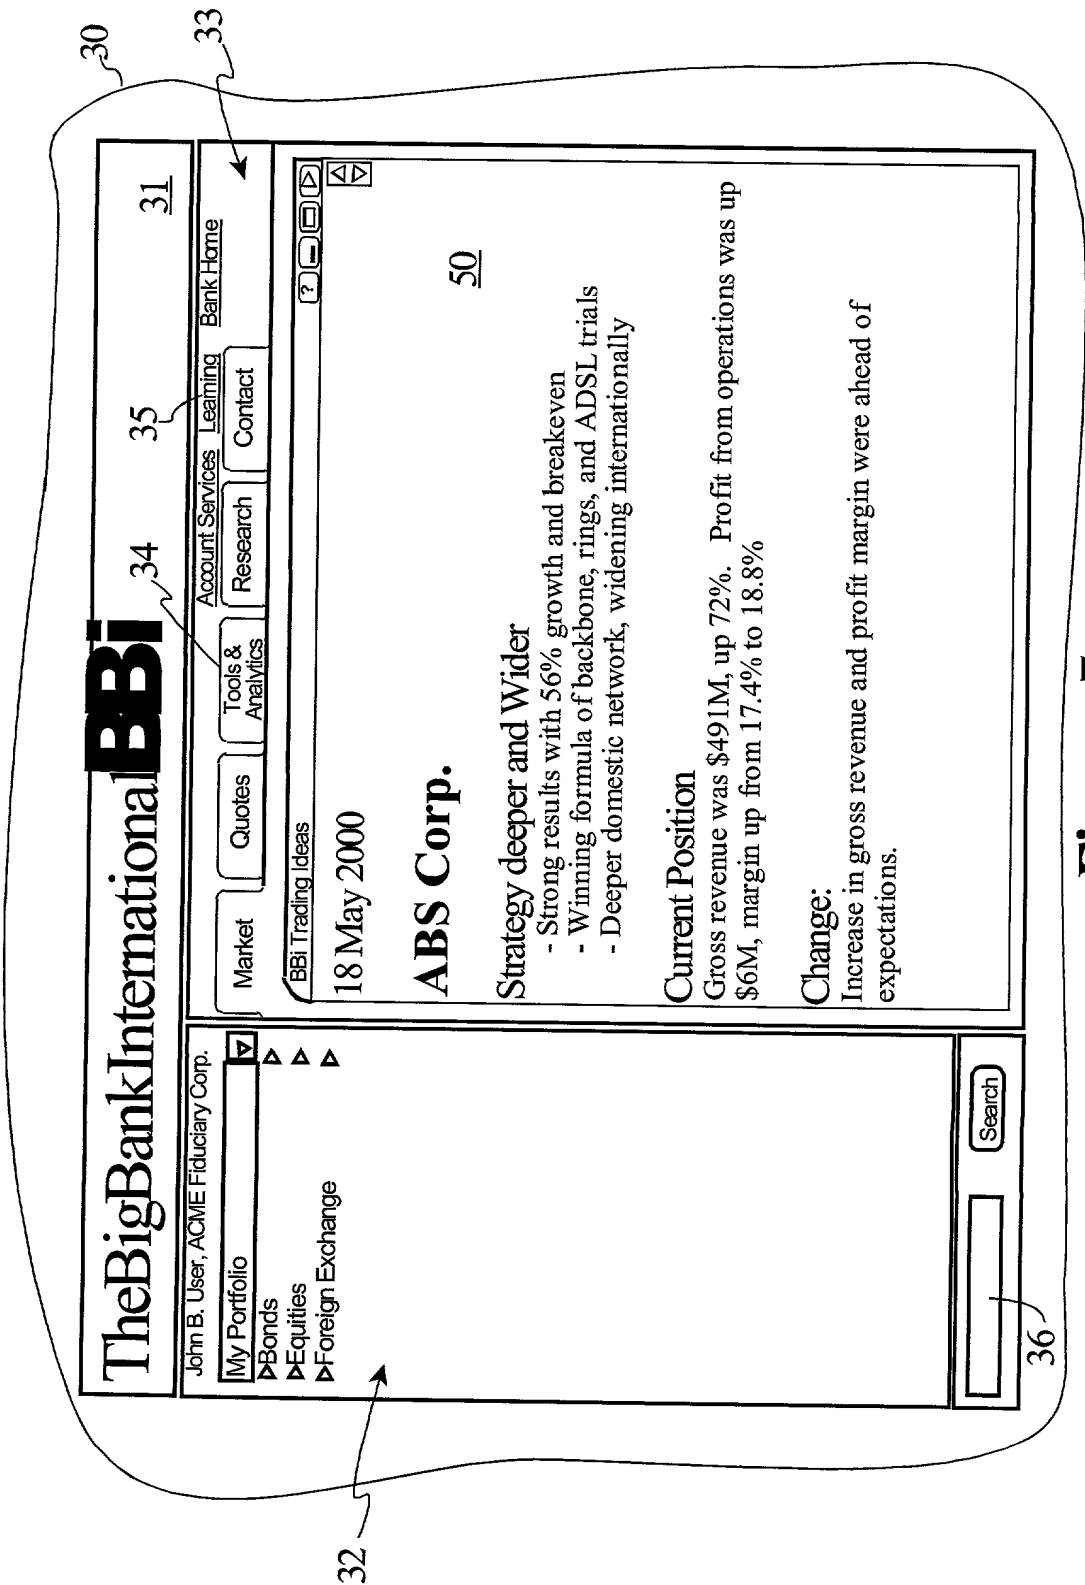 30
TheBigBankInternational BBi
31
John B. User, ACME Fiduciary Corp.
My Portfolio
Bonds
Equities
Foreign Exchange
32
34
35
33
Account Services Learning Bank Home
Market
Quotes
Tools &
Analytics
Research
Contact
BBi Trading Ideas
?
18 May 2000
ABS Corp.
50
Strategy deeper and Wider
- Strong results with 56% growth and breakeven
- Winning formula of backbone, rings, and ADSL trials
- Deeper domestic network, widening internationally
Current Position
Gross revenue was $491M, up 72%. Profit from operations was up
$6M, margin up from 17.4% to 18.8%
Change:
Increase in gross revenue and profit margin were ahead of
expectations.
Search
36